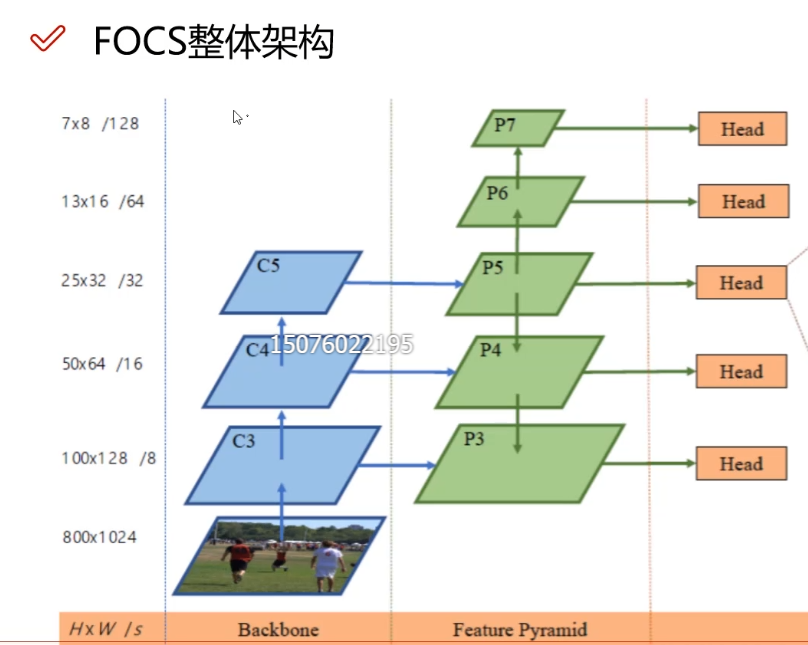 FOCS整体架构
7x8 /128
P7
Head
13x16 /64
P6
Head
25x32 /32
C5
P5
Head
15076022195
50x64 /16
C4
P4
Head
100x128 /8
C3
P3
Head
800x1024
HxW /s
Backbone
Feature Pyramid